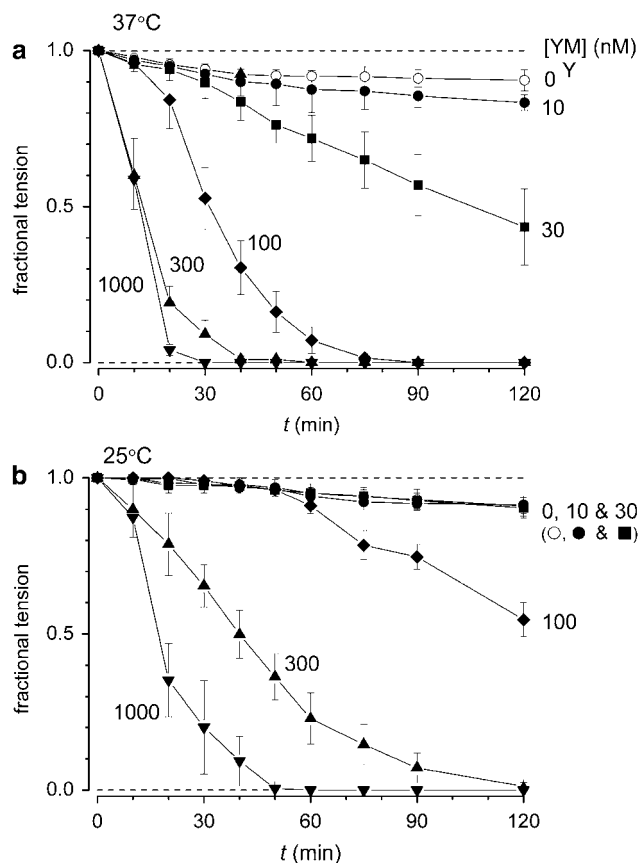 37°C
a
1.0
[YM] (nM)
0 Y
10
fractional tension
0.5
100
30
300
1000
0.0
0 30 60 90 120
t (min)
b
25°C
1.0
0, 10 & 30
(○, ● & ■)
100
fractional tension
0.5
300
1000
0.0
0 30 60 90 120
t (min)